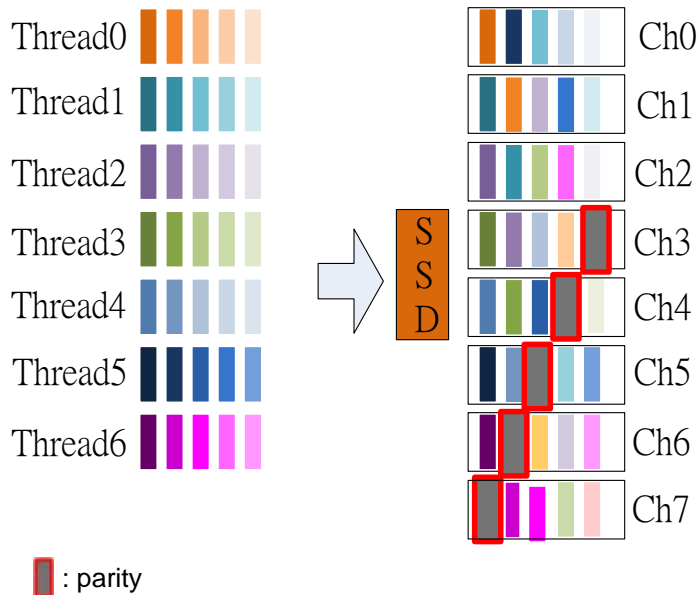 Thread0
Thread1
Thread2
Thread3
Thread4
Thread5
Thread6
S
S
D
Ch0
Ch1
Ch2
Ch3
Ch4
Ch5
Ch6
Ch7
: parity